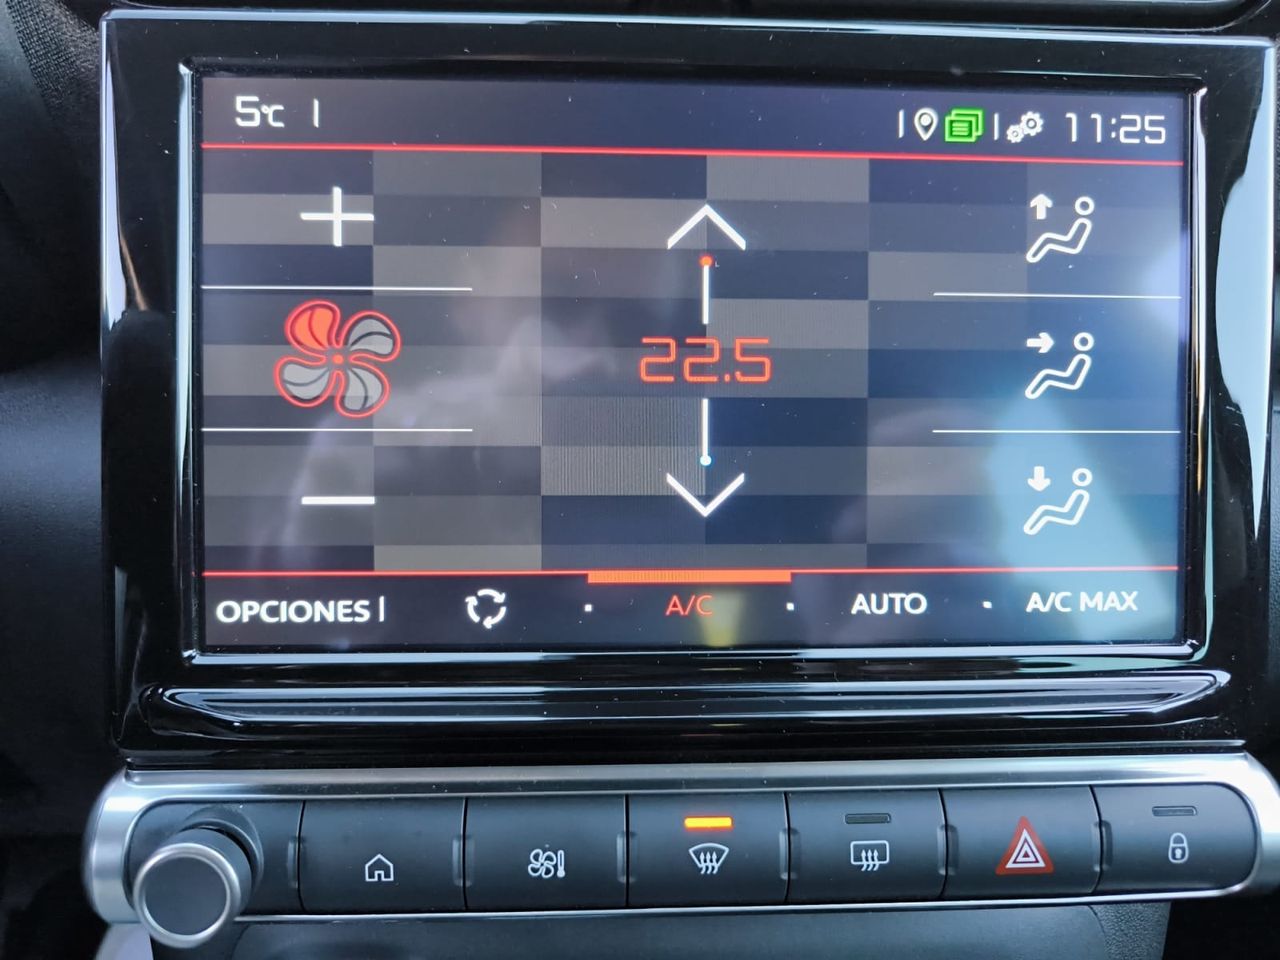 5°C
11:25
22.5
OPCIONES
A/C
AUTO
A/C MAX